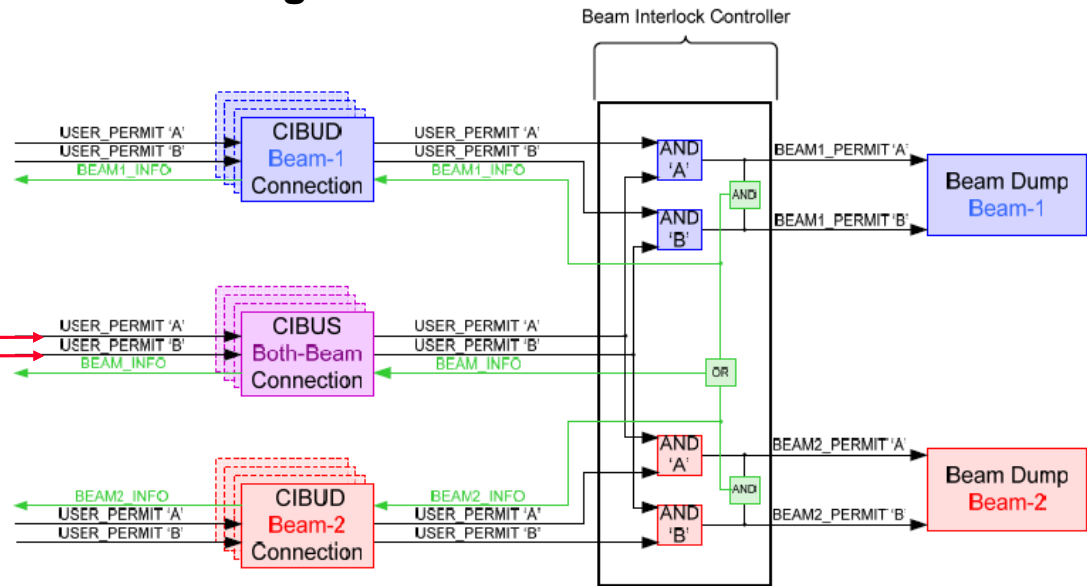 Beam Interlock Controller
USER_PERMIT 'A'
USER_PERMIT 'B'
BEAM1_INFO
CIBUD
Beam-1
Connection
USER_PERMIT 'A'
USER_PERMIT 'B'
BEAM1_INFO
AND
'A'
AND
'B'
AND
BEAM1_PERMIT 'A'
BEAM1_PERMIT 'B'
Beam Dump
Beam-1
USER_PERMIT 'A'
USER_PERMIT 'B'
BEAM_INFO
CIBUS
Both-Beam
Connection
USER_PERMIT 'A'
USER_PERMIT 'B'
BEAM_INFO
OR
BEAM2_INFO
USER_PERMIT 'A'
USER_PERMIT 'B'
CIBUD
Beam-2
Connection
BEAM2_INFO
USER_PERMIT 'A'
USER_PERMIT 'B'
AND
'A'
AND
'B'
AND
BEAM2_PERMIT 'A'
BEAM2_PERMIT 'B'
Beam Dump
Beam-2